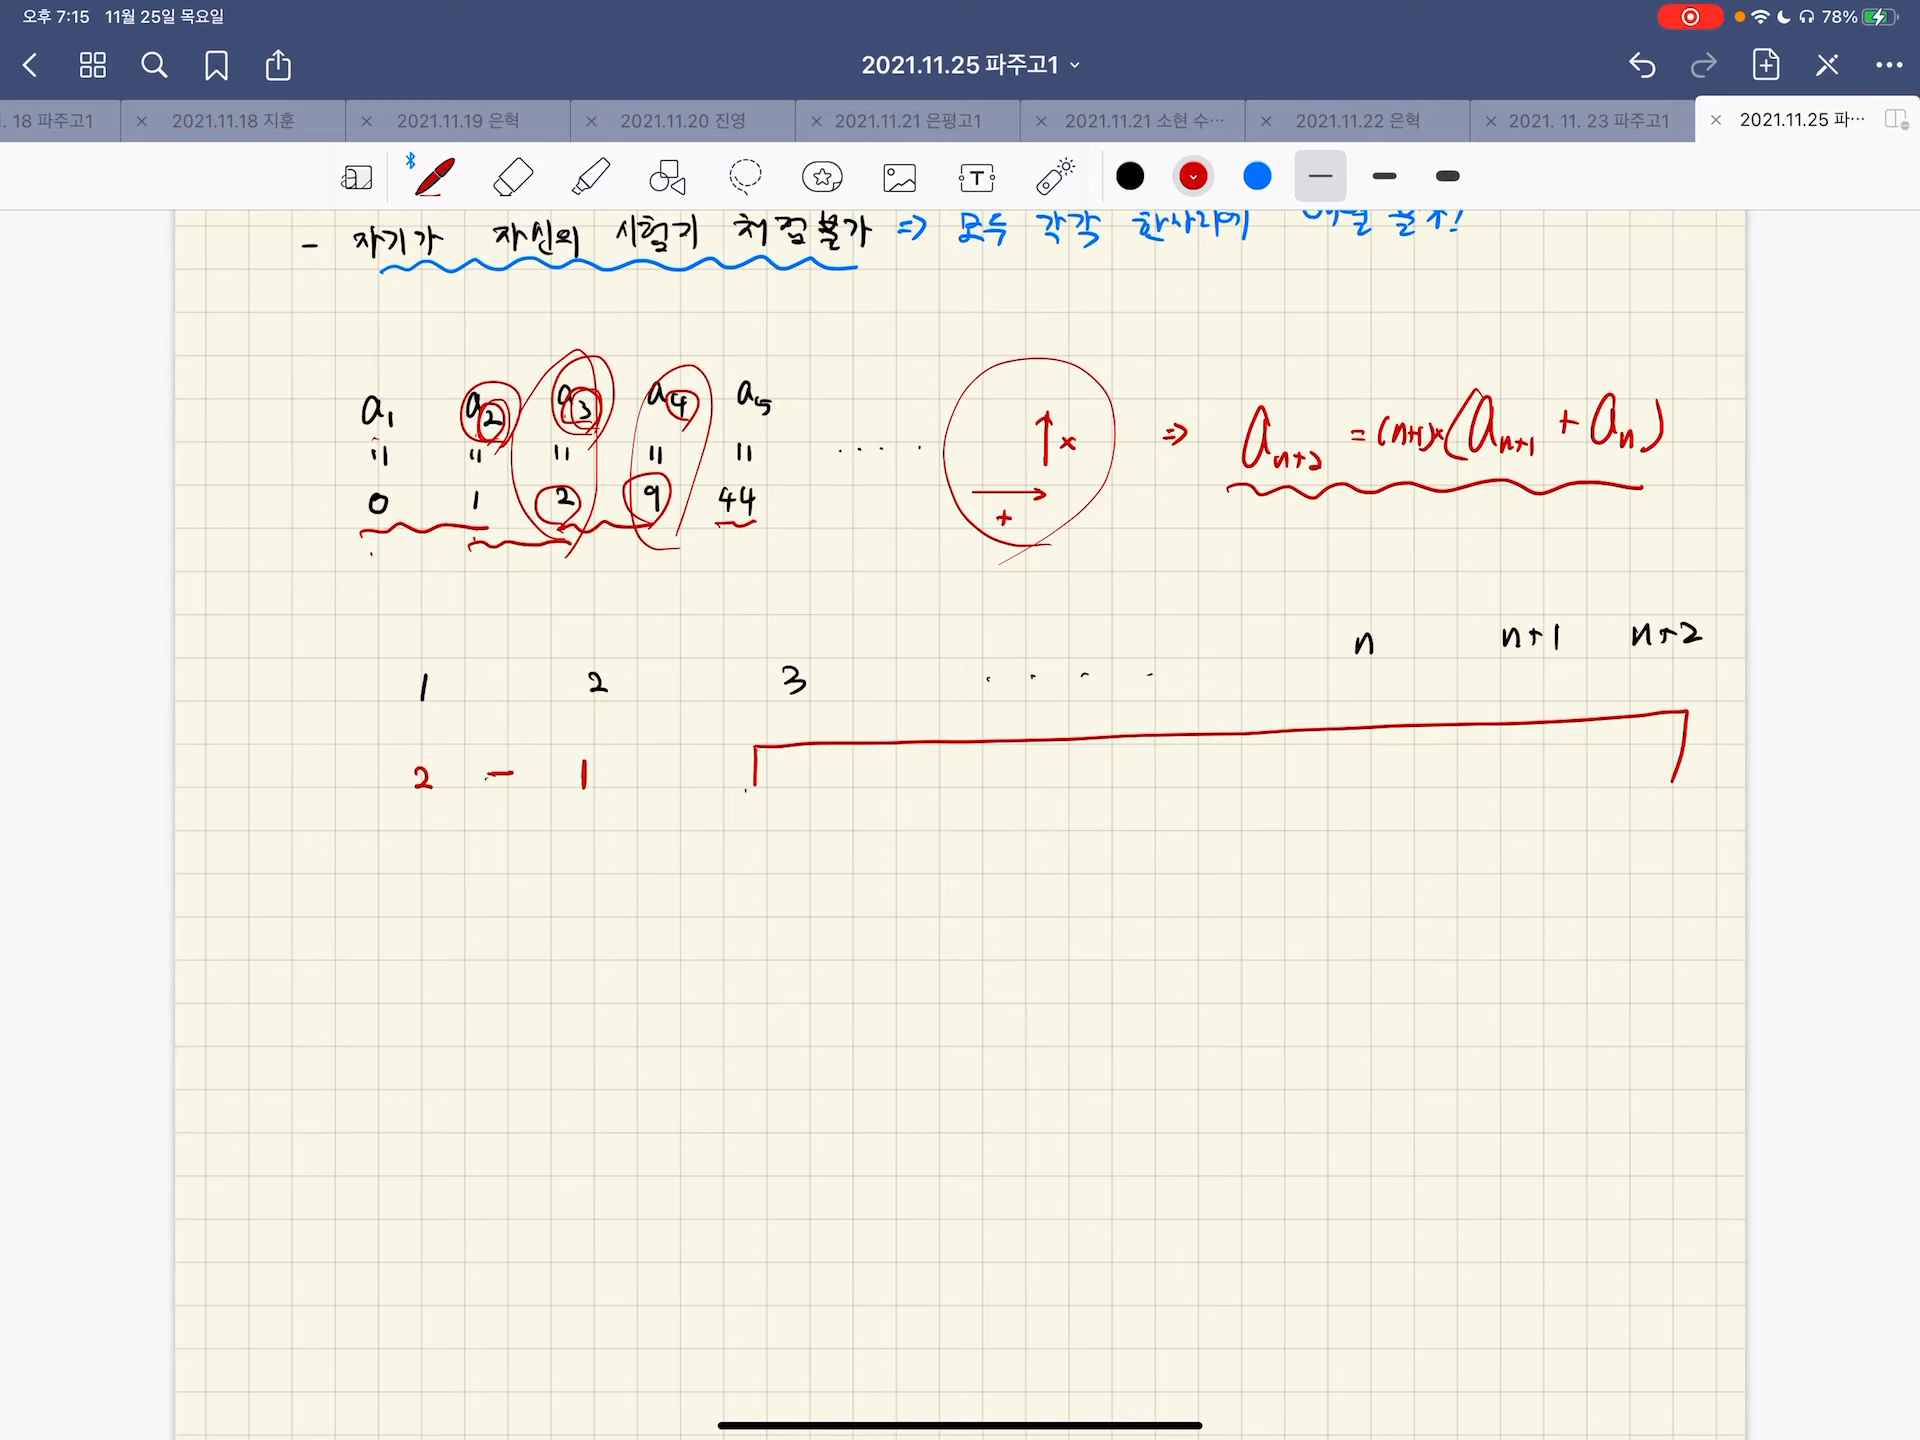 오후 7:15 11월 25일 목요일 78%
2021.11.25 파주고1
. 18 파주고1 2021.11.18 지훈 2021.11.19 은혁 2021.11.20 진영 2021.11.21 은평고1 2021.11.21 소현 수… 2021.11.22 은혁 2021. 11. 23 파주고1 2021.11.25 파…
- 자기가 자신의 시험지 채점불가 => 모두 각각 한사람에
a1 a2 a3 a4 a5
|| || || || || ..... ↑ x => an+2 = (n+1)×(an+1 + an)
0 1 2 9 44 → +
n n+1 n+2
1 2 3 ....
2 - 1